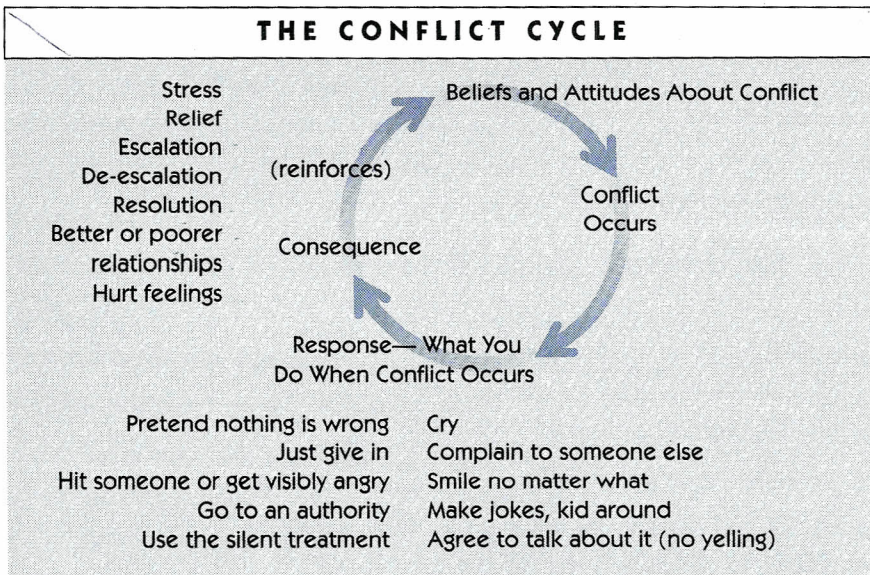 THE CONFLICT CYCLE
Stress
Relief
Escalation
De-escalation
Resolution
Better or poorer
relationships
Hurt feelings
Beliefs and Attitudes About Conflict
Conflict
Occurs
Response— What You
Do When Conflict Occurs
Consequence
(reinforces)
Pretend nothing is wrong
Just give in
Hit someone or get visibly angry
Go to an authority
Use the silent treatment
Cry
Complain to someone else
Smile no matter what
Make jokes, kid around
Agree to talk about it (no yelling)